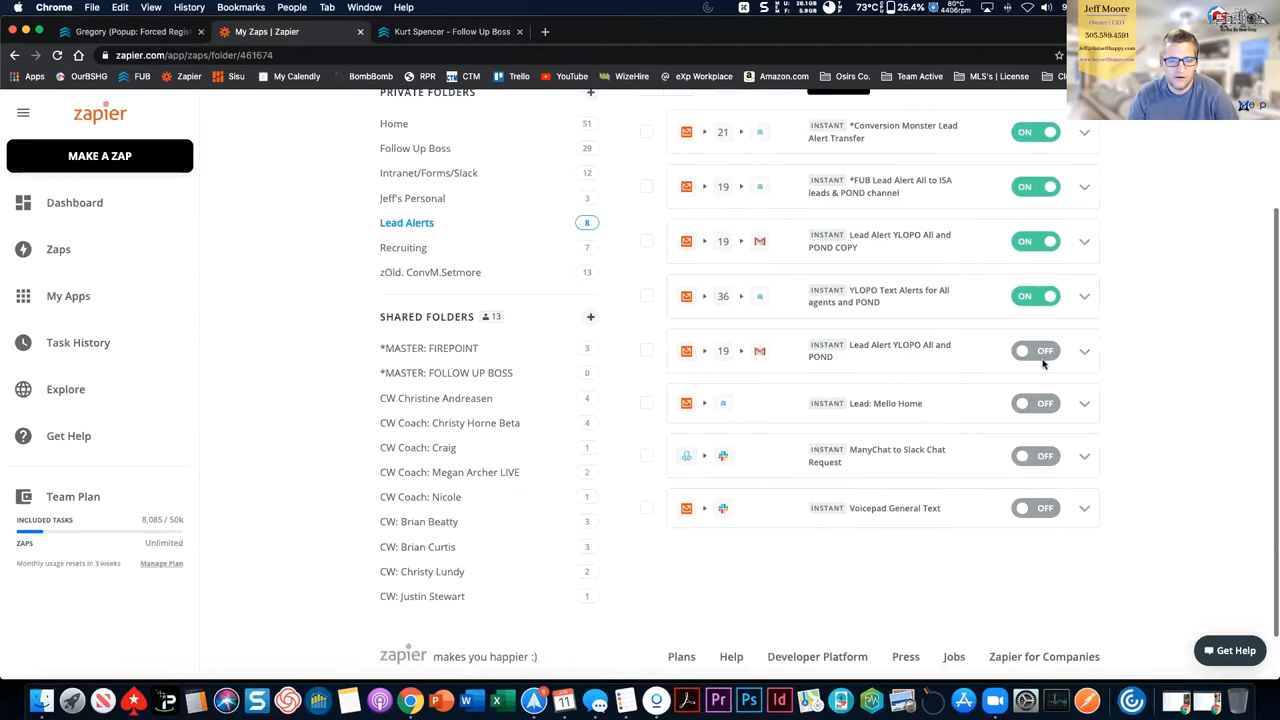 Chrome File Edit View History Bookmarks People Tab Window Help
73°C 25.4% 4:06pm
Gregory (Popup: Forced Regist
My Zaps | Zapier
Kurt Spencer - Follow Up Boss
zapier.com/app/zaps/folder/461674
Apps OurBSHG FUB Zapier Sisu My Calendly BombBomb RPR CTM Trello YouTube WizeHire eXp Workplace Amazon.com Osirs Co. Team Active MLS's | License
Jeff Moore
Owner | CEO
303.589.4591
zapier
MAKE A ZAP
Dashboard
Zaps
My Apps
Task History
Explore
Get Help
Team Plan
INCLUDED TASKS 8,085 / 50k
ZAPS Unlimited
Monthly usage resets in 3 weeks Manage Plan
PRIVATE FOLDERS +
Home 51
Follow Up Boss 29
Intranet/Forms/Slack 12
Jeff's Personal 3
Lead Alerts 8
Recruiting 7
zOld. ConvM.Setmore 13
SHARED FOLDERS 13 +
*MASTER: FIREPOINT 3
*MASTER: FOLLOW UP BOSS 0
CW Christine Andreasen 4
CW Coach: Christy Horne Beta 4
CW Coach: Craig 1
CW Coach: Megan Archer LIVE 2
CW Coach: Nicole 1
CW: Brian Beatty 3
CW: Brian Curtis 3
CW: Christy Lundy 2
CW: Justin Stewart 1
21 INSTANT *Conversion Monster Lead ON
Alert Transfer
19 INSTANT *FUB Lead Alert All to ISA ON
leads & POND channel
19 INSTANT Lead Alert YLOPO All and ON
POND COPY
36 INSTANT YLOPO Text Alerts for All ON
agents and POND
19 INSTANT Lead Alert YLOPO All and OFF
POND
INSTANT Lead: Mello Home OFF
INSTANT ManyChat to Slack Chat OFF
Request
INSTANT Voicepad General Text OFF
zapier makes you happier :)
Plans Help Developer Platform Press Jobs Zapier for Companies
Get Help